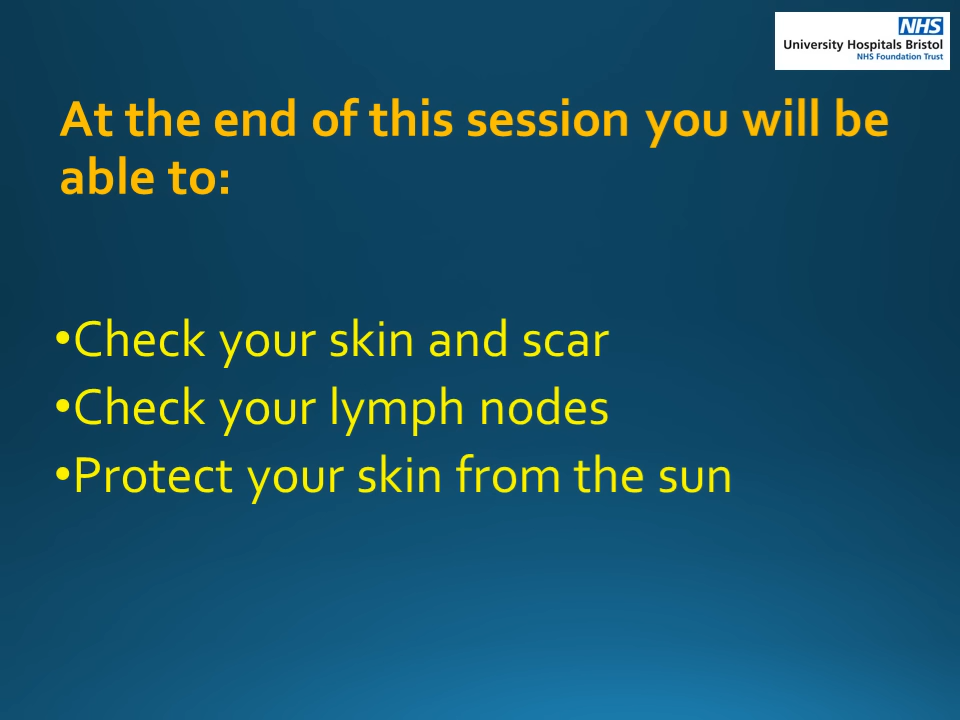 NHS
University Hospitals Bristol
NHS Foundation Trust
At the end of this session you will be
able to:
•Check your skin and scar
•Check your lymph nodes
•Protect your skin from the sun